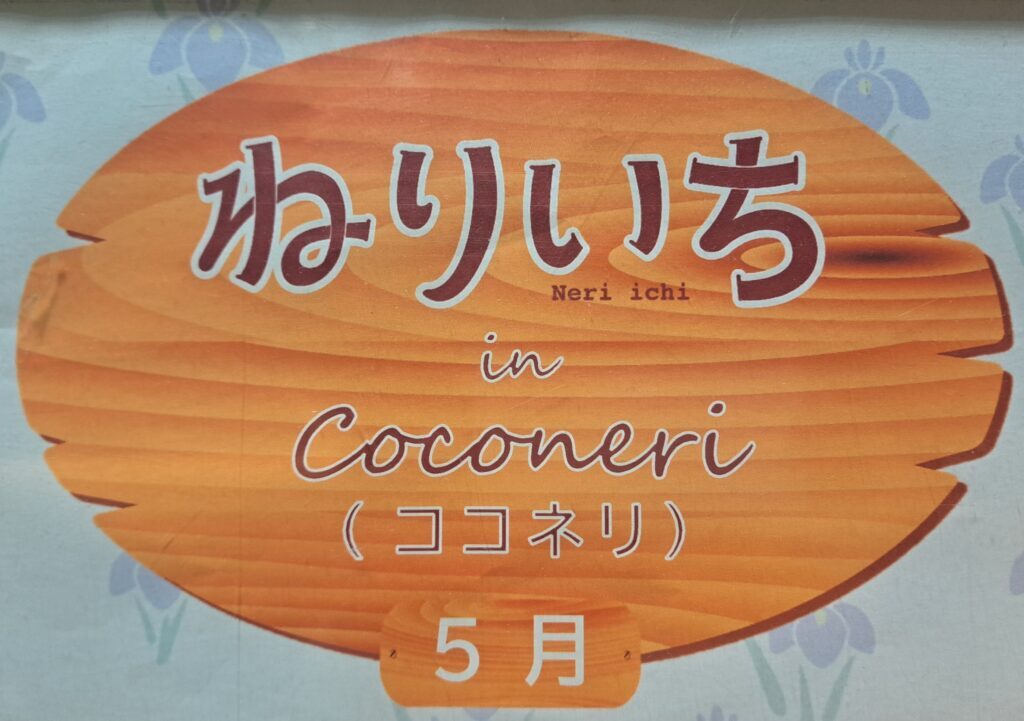 ねりいち
Neri ichi
in
Coconeri
(ココネリ)
5月